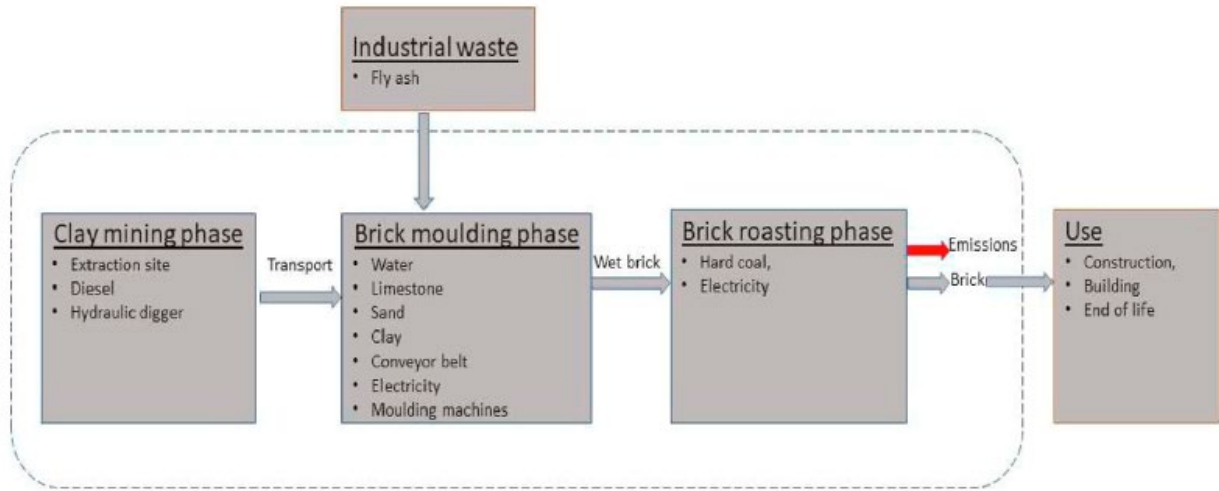 Industrial waste
• Fly ash
Clay mining phase
• Extraction site
• Diesel
• Hydraulic digger
Transport
Brick moulding phase
• Water
• Limestone
• Sand
• Clay
• Conveyor belt
• Electricity
• Moulding machines
Wet brick
Brick roasting phase
• Hard coal,
• Electricity
Emissions
Brick
Use
• Construction,
• Building
• End of life